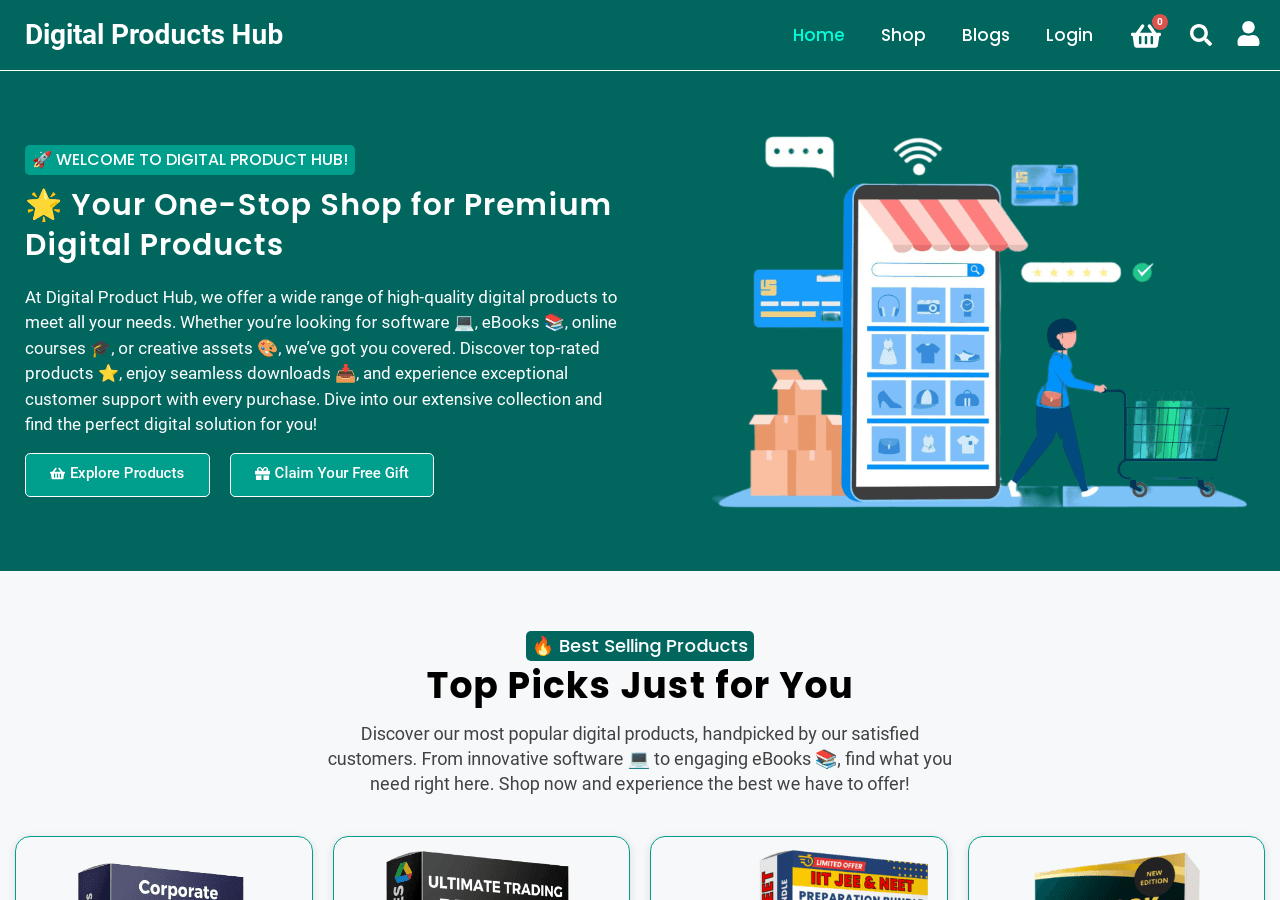 Digital Products Hub
Home
Shop
Blogs
Login
0
🚀 WELCOME TO DIGITAL PRODUCT HUB!
🌟 Your One-Stop Shop for Premium
Digital Products
At Digital Product Hub, we offer a wide range of high-quality digital products to
meet all your needs. Whether you’re looking for software 💻, eBooks 📚, online
courses 🎓, or creative assets 🎨, we’ve got you covered. Discover top-rated
products ⭐, enjoy seamless downloads 📥, and experience exceptional
customer support with every purchase. Dive into our extensive collection and
find the perfect digital solution for you!
Explore Products
Claim Your Free Gift
🔥 Best Selling Products
Top Picks Just for You
Discover our most popular digital products, handpicked by our satisfied
customers. From innovative software 💻 to engaging eBooks 📚, find what you
need right here. Shop now and experience the best we have to offer!
Corporate
ULTIMATE TRADING
LIMITED OFFER
IIT JEE & NEET
PREPARATION BUNDLE
NEW
EDITION